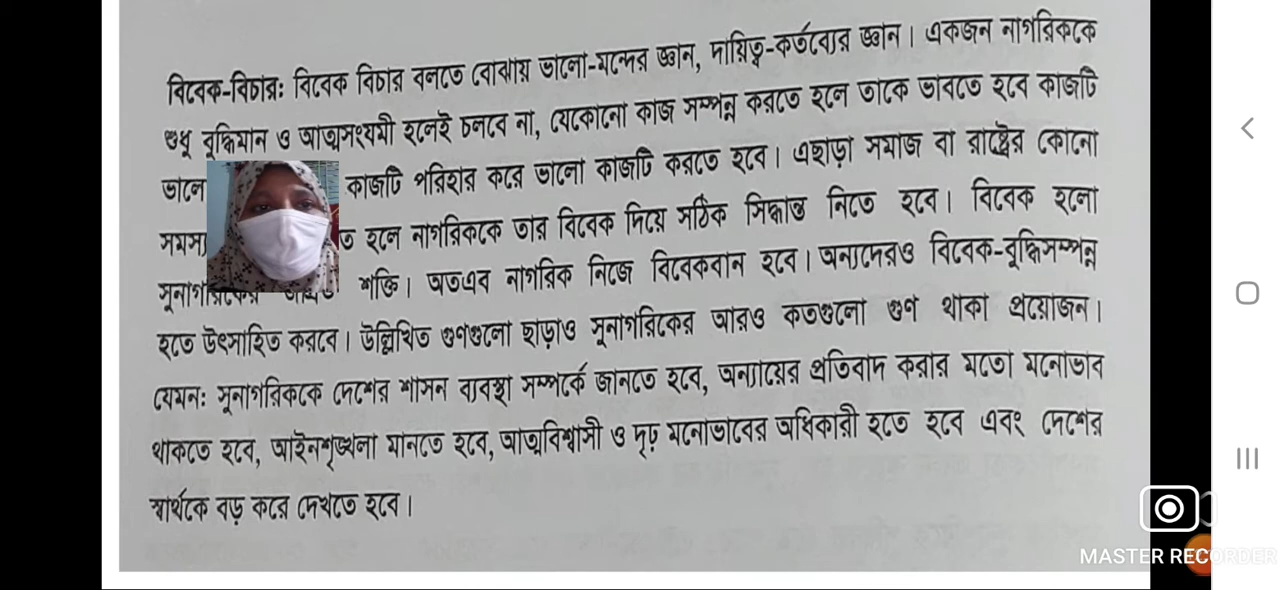 বিবেক-বিচার: বিবেক বিচার বলতে বোঝায় ভালো-মন্দের জ্ঞান, দায়িত্ব-কর্তব্যের জ্ঞান। একজন নাগরিককে
শুধু বুদ্ধিমান ও আত্মসংযমী হলেই চলবে না, যেকোনো কাজ সম্পন্ন করতে হলে তাকে ভাবতে হবে কাজটি
কাজটি পরিহার করে ভালো কাজটি করতে হবে। এছাড়া সমাজ বা রাষ্ট্রের কোনো
হলে নাগরিককে তার বিবেক দিয়ে সঠিক সিদ্ধান্ত নিতে হবে। বিবেক হলো
সুনাগরিকের শক্তি। অতএব নাগরিক নিজে বিবেকবান হবে। অন্যদেরও বিবেক-বুদ্ধিসম্পন্ন
হতে উৎসাহিত করবে। উল্লিখিত গুণগুলো ছাড়াও সুনাগরিকের আরও কতগুলো গুণ থাকা প্রয়োজন।
যেমন: সুনাগরিককে দেশের শাসন ব্যবস্থা সম্পর্কে জানতে হবে, অন্যায়ের প্রতিবাদ করার মতো মনোভাব
থাকতে হবে, আইনশৃঙ্খলা মানতে হবে, আত্মবিশ্বাসী ও দৃঢ় মনোভাবের অধিকারী হতে হবে এবং দেশের
স্বার্থকে বড় করে দেখতে হবে।
MASTER RECORDER